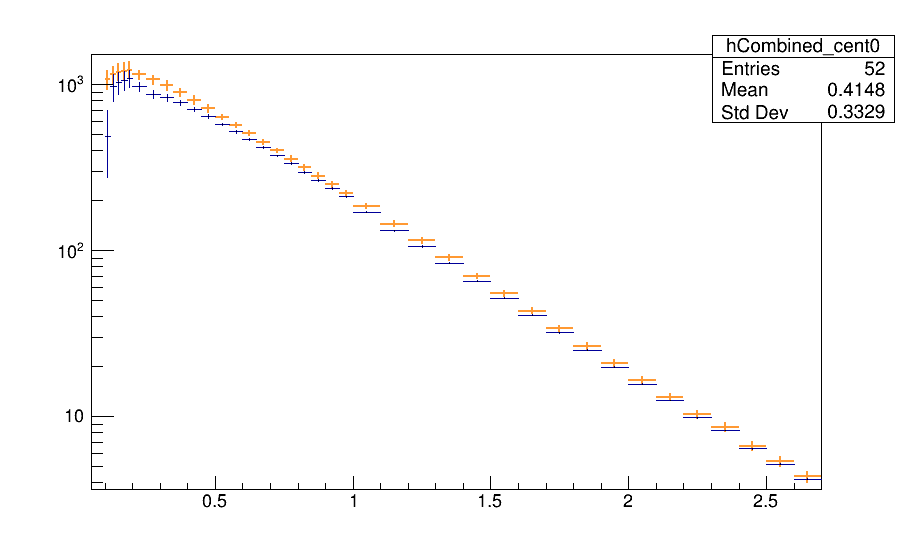 hCombined_cent0
Entries 52
Mean 0.4148
Std Dev 0.3329
10³
10²
10
0.5 1 1.5 2 2.5